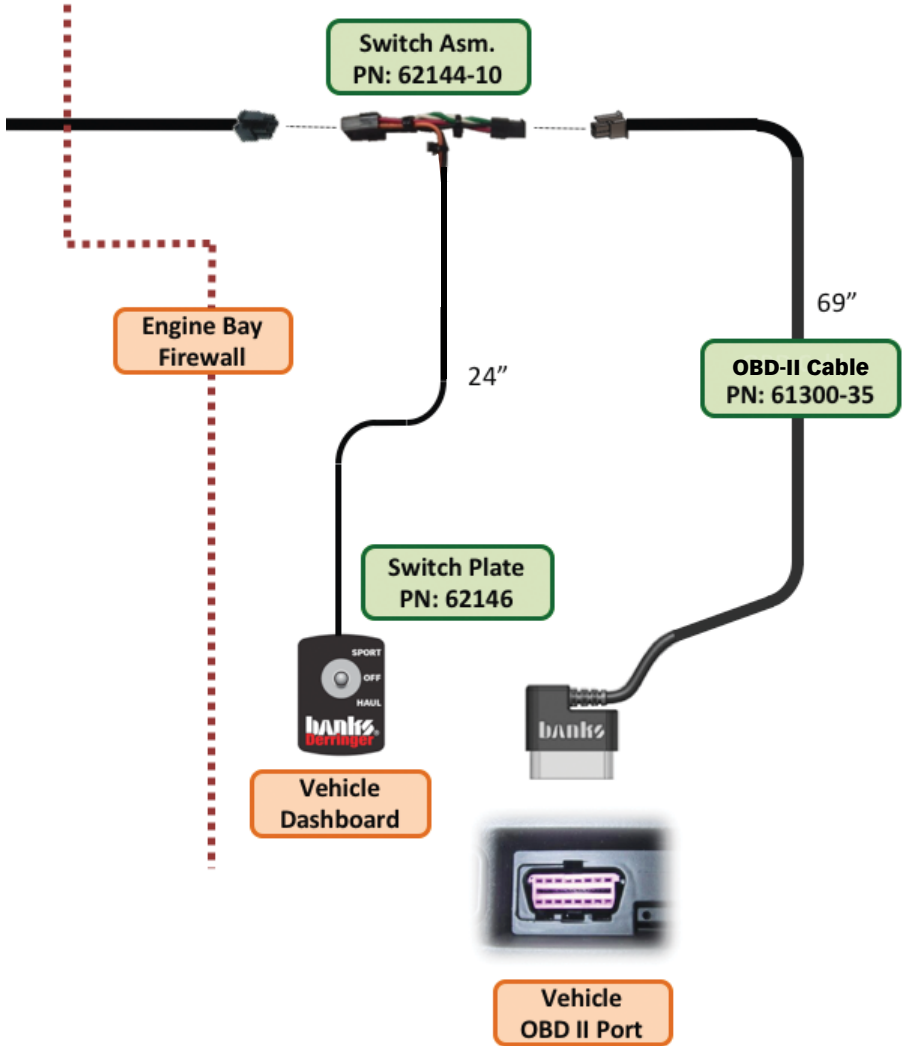 Switch Asm.
PN: 62144-10
Engine Bay
Firewall
69”
OBD-II Cable
PN: 61300-35
24”
Switch Plate
PN: 62146
SPORT
OFF
HAUL
banks®
Derringer
banks
Vehicle
Dashboard
Vehicle
OBD II Port